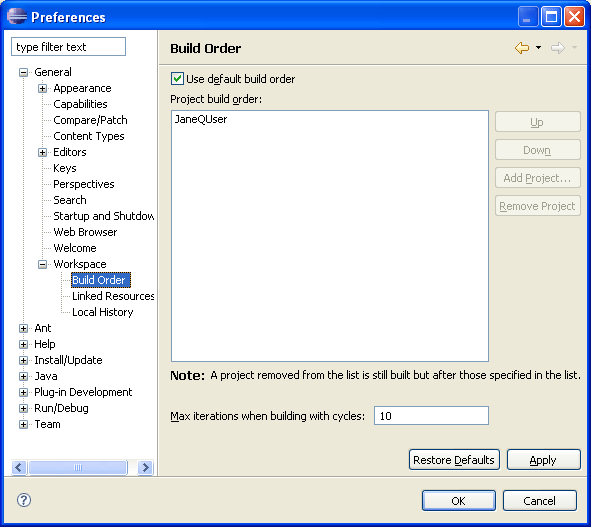 Preferences
type filter text
General
Appearance
Capabilities
Compare/Patch
Content Types
Editors
Keys
Perspectives
Search
Startup and Shutdow
Web Browser
Welcome
Workspace
Build Order
Linked Resources
Local History
Ant
Help
Install/Update
Java
Plug-in Development
Run/Debug
Team
Build Order
Use default build order
Project build order:
JaneQUser
Up
Down
Add Project...
Remove Project
Note: A project removed from the list is still built but after those specified in the list.
Max iterations when building with cycles: 10
Restore Defaults Apply
? OK Cancel